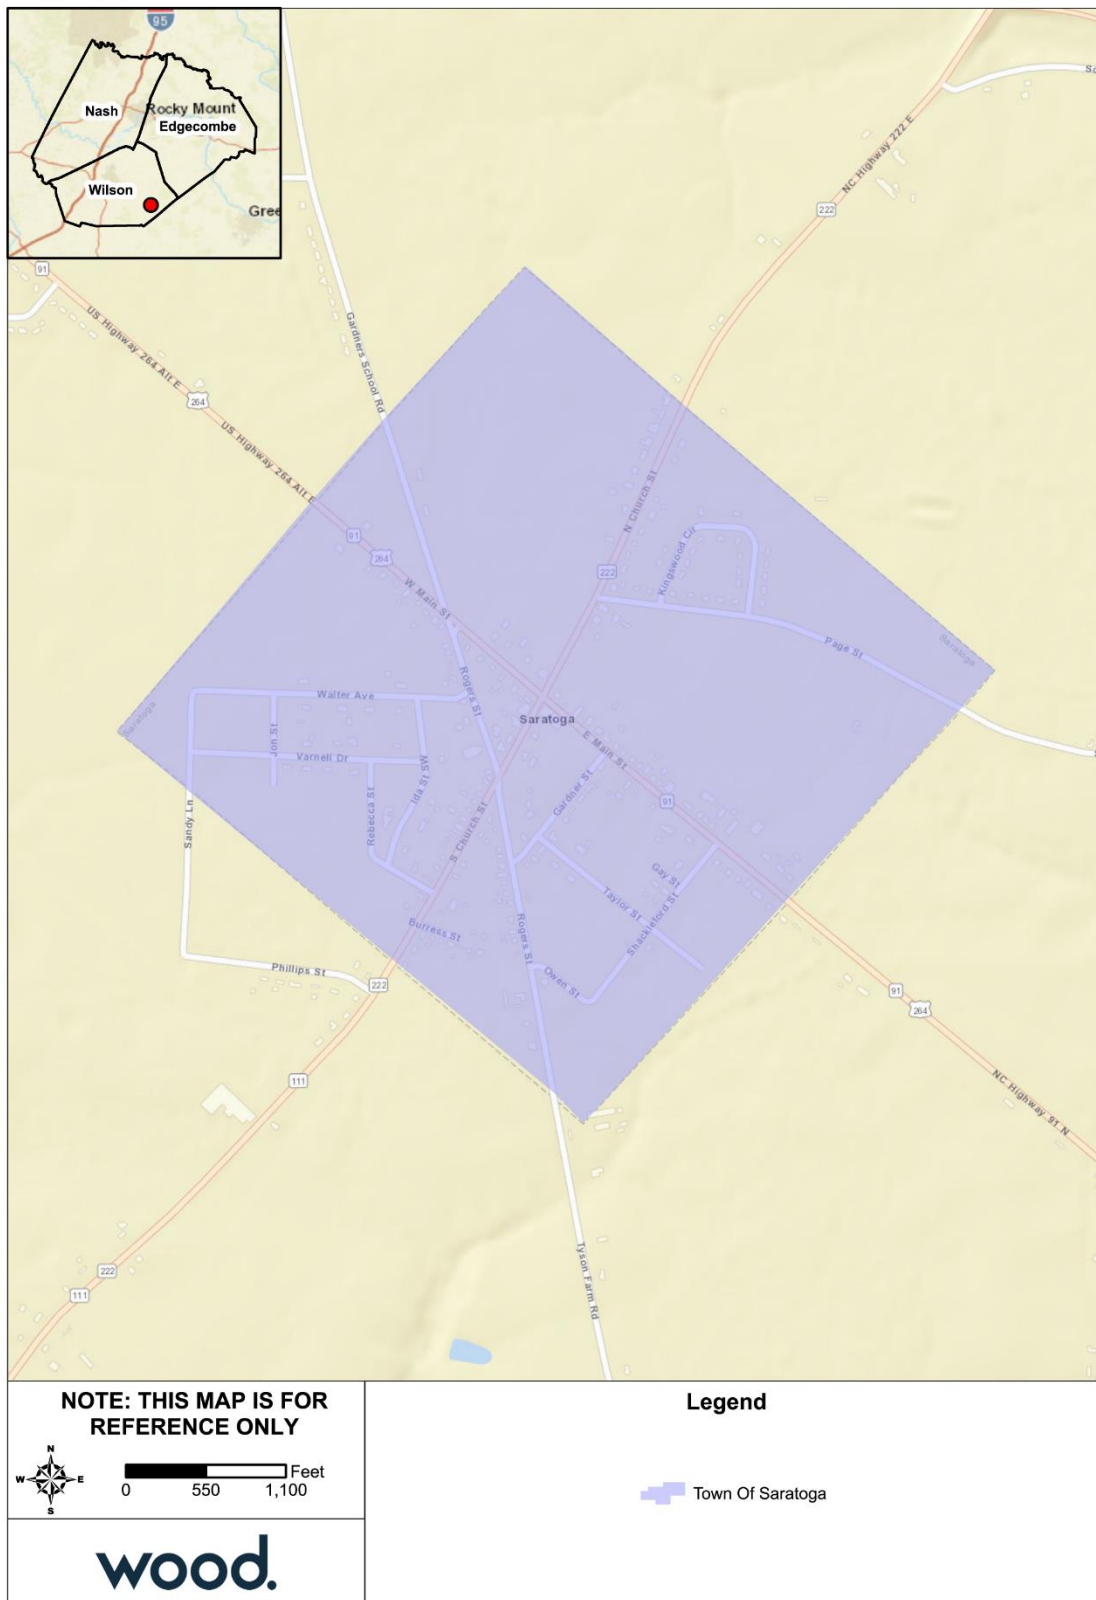 95
Nash
Rocky Mount
Edgecombe
Wilson
Gree
91
US Highway 264 Alt E
264
US Highway 264 Alt E
Gardners School Rd
NC Highway 222 E
222
N Church St
91
264
222
Kingswood Cir
W Main St
Page St
Saratoga
Saratoga
Walter Ave
Rogers St
Saratoga
E Main St
Jon St
Varnell Dr
Ida St SW
Rebecca St
Gardner St
91
Sandy Ln
S Church St
Gay St
Taylor St
Shackleford St
Burress St
Rogers St
Owen St
Phillips St
222
91
264
111
NC Highway 91 N
Tyson Farm Rd
222
111
NOTE: THIS MAP IS FOR
REFERENCE ONLY
N
W E
S
Feet
0 550 1,100
wood.
Legend
Town Of Saratoga